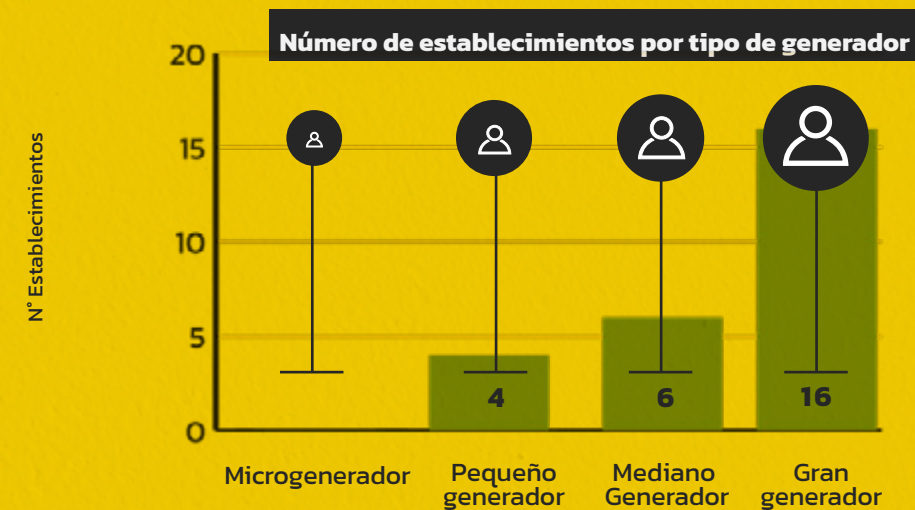 Número de establecimientos por tipo de generador
N° Establecimientos
20
15
10
5
0
4
6
16
Microgenerador
Pequeño
generador
Mediano
Generador
Gran
generador